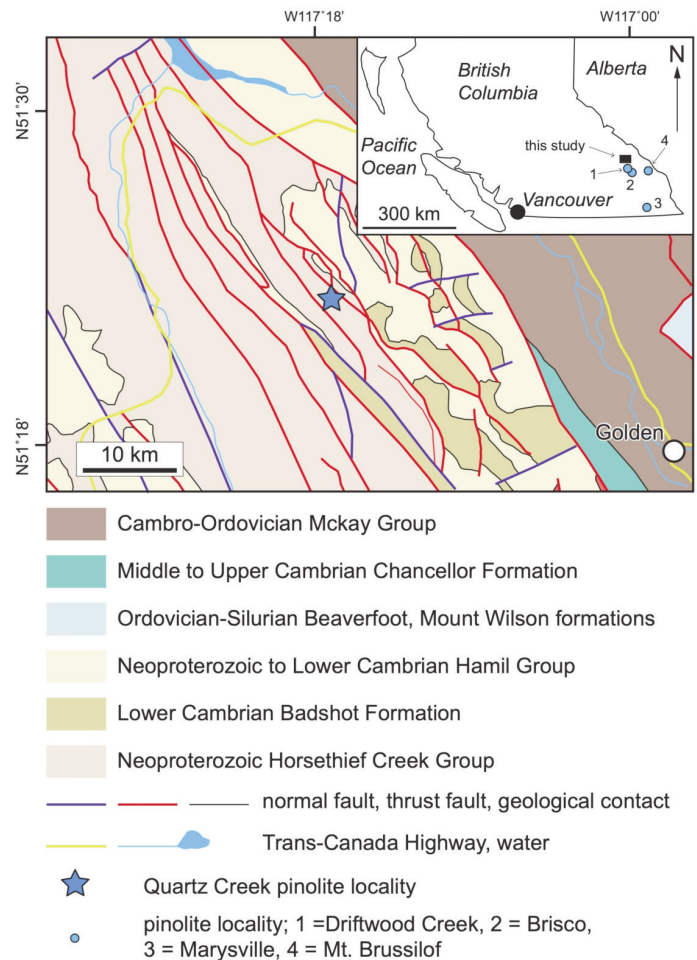 W117°18'
W117°00'
N51°30'
N51°18'
British
Columbia
Alberta
N
Pacific
Ocean
this study
4
1
2
3
Vancouver
300 km
Golden
10 km
Cambro-Ordovician Mckay Group
Middle to Upper Cambrian Chancellor Formation
Ordovician-Silurian Beaverfoot, Mount Wilson formations
Neoproterozoic to Lower Cambrian Hamil Group
Lower Cambrian Badshot Formation
Neoproterozoic Horsethief Creek Group
normal fault, thrust fault, geological contact
Trans-Canada Highway, water
Quartz Creek pinolite locality
pinolite locality; 1 =Driftwood Creek, 2 = Brisco,
3 = Marysville, 4 = Mt. Brussilof